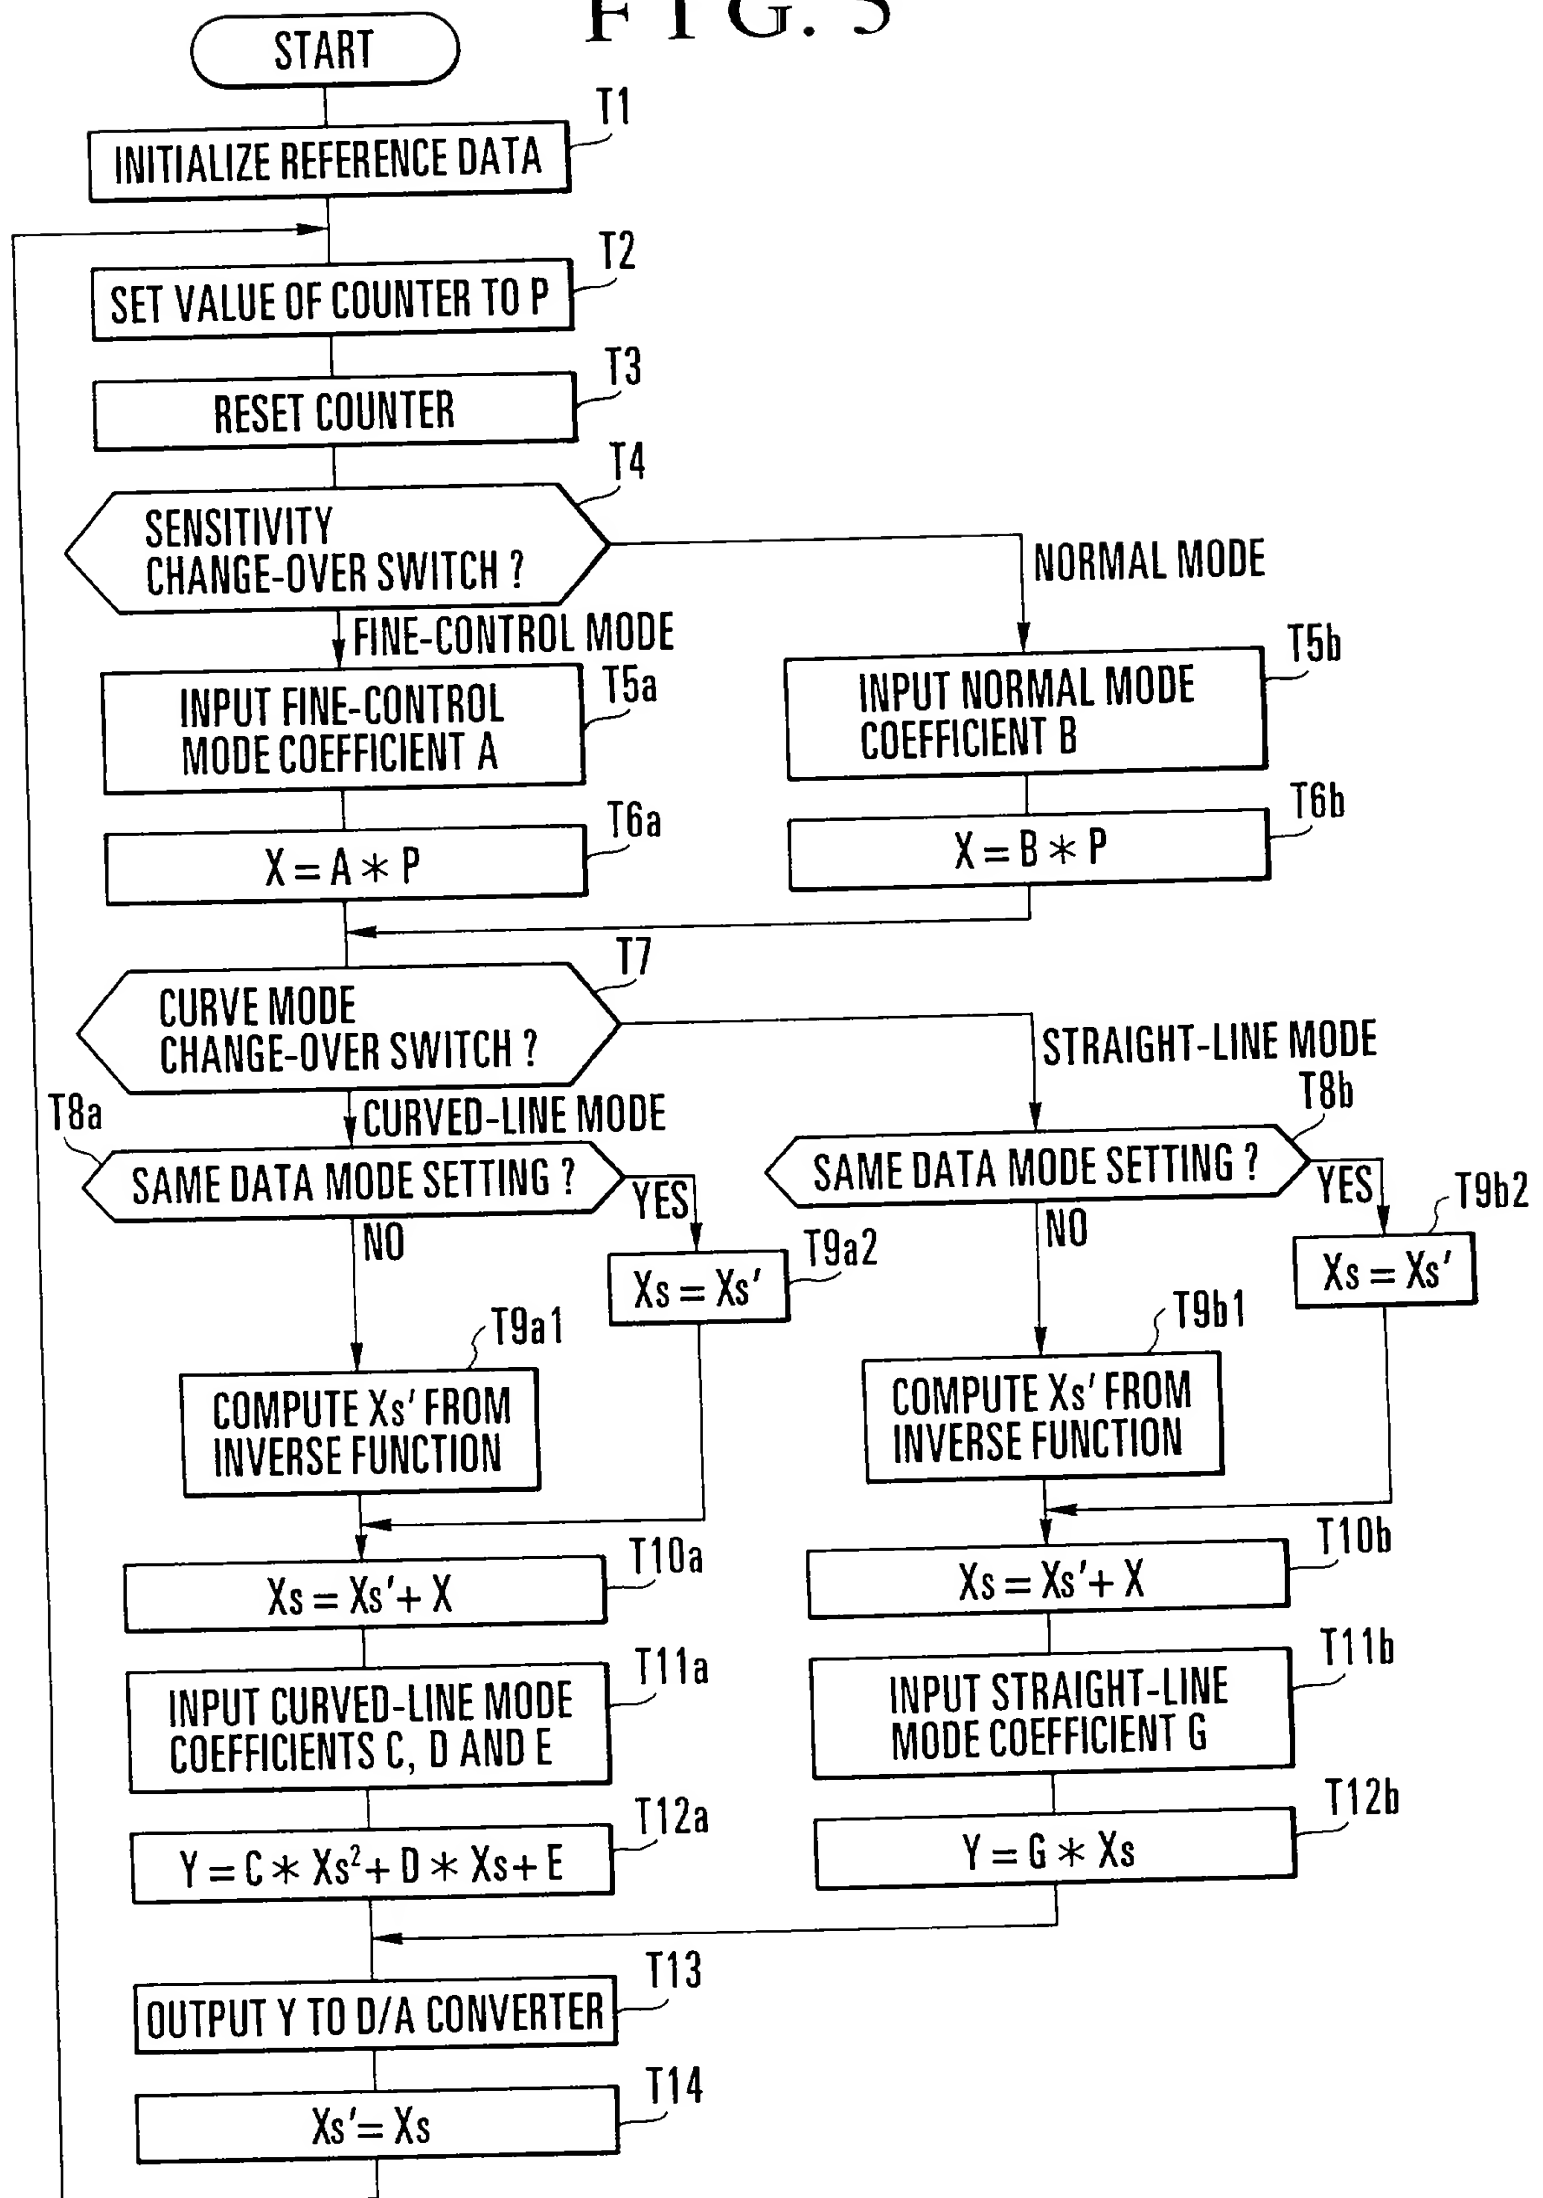 FIG. 5
START
T1
INITIALIZE REFERENCE DATA
T2
SET VALUE OF COUNTER TO P
T3
RESET COUNTER
T4
SENSITIVITY
CHANGE-OVER SWITCH ?
NORMAL MODE
FINE-CONTROL MODE
T5a
INPUT FINE-CONTROL
MODE COEFFICIENT A
T5b
INPUT NORMAL MODE
COEFFICIENT B
T6a
X = A * P
T6b
X = B * P
T7
CURVE MODE
CHANGE-OVER SWITCH ?
STRAIGHT-LINE MODE
CURVED-LINE MODE
T8a
SAME DATA MODE SETTING ?
YES
NO
T8b
SAME DATA MODE SETTING ?
YES
NO
T9a2
Xs = Xs'
T9b2
Xs = Xs'
T9a1
COMPUTE Xs' FROM
INVERSE FUNCTION
T9b1
COMPUTE Xs' FROM
INVERSE FUNCTION
T10a
Xs = Xs' + X
T10b
Xs = Xs' + X
T11a
INPUT CURVED-LINE MODE
COEFFICIENTS C, D AND E
T11b
INPUT STRAIGHT-LINE
MODE COEFFICIENT G
T12a
Y = C * Xs² + D * Xs + E
T12b
Y = G * Xs
T13
OUTPUT Y TO D/A CONVERTER
T14
Xs' = Xs